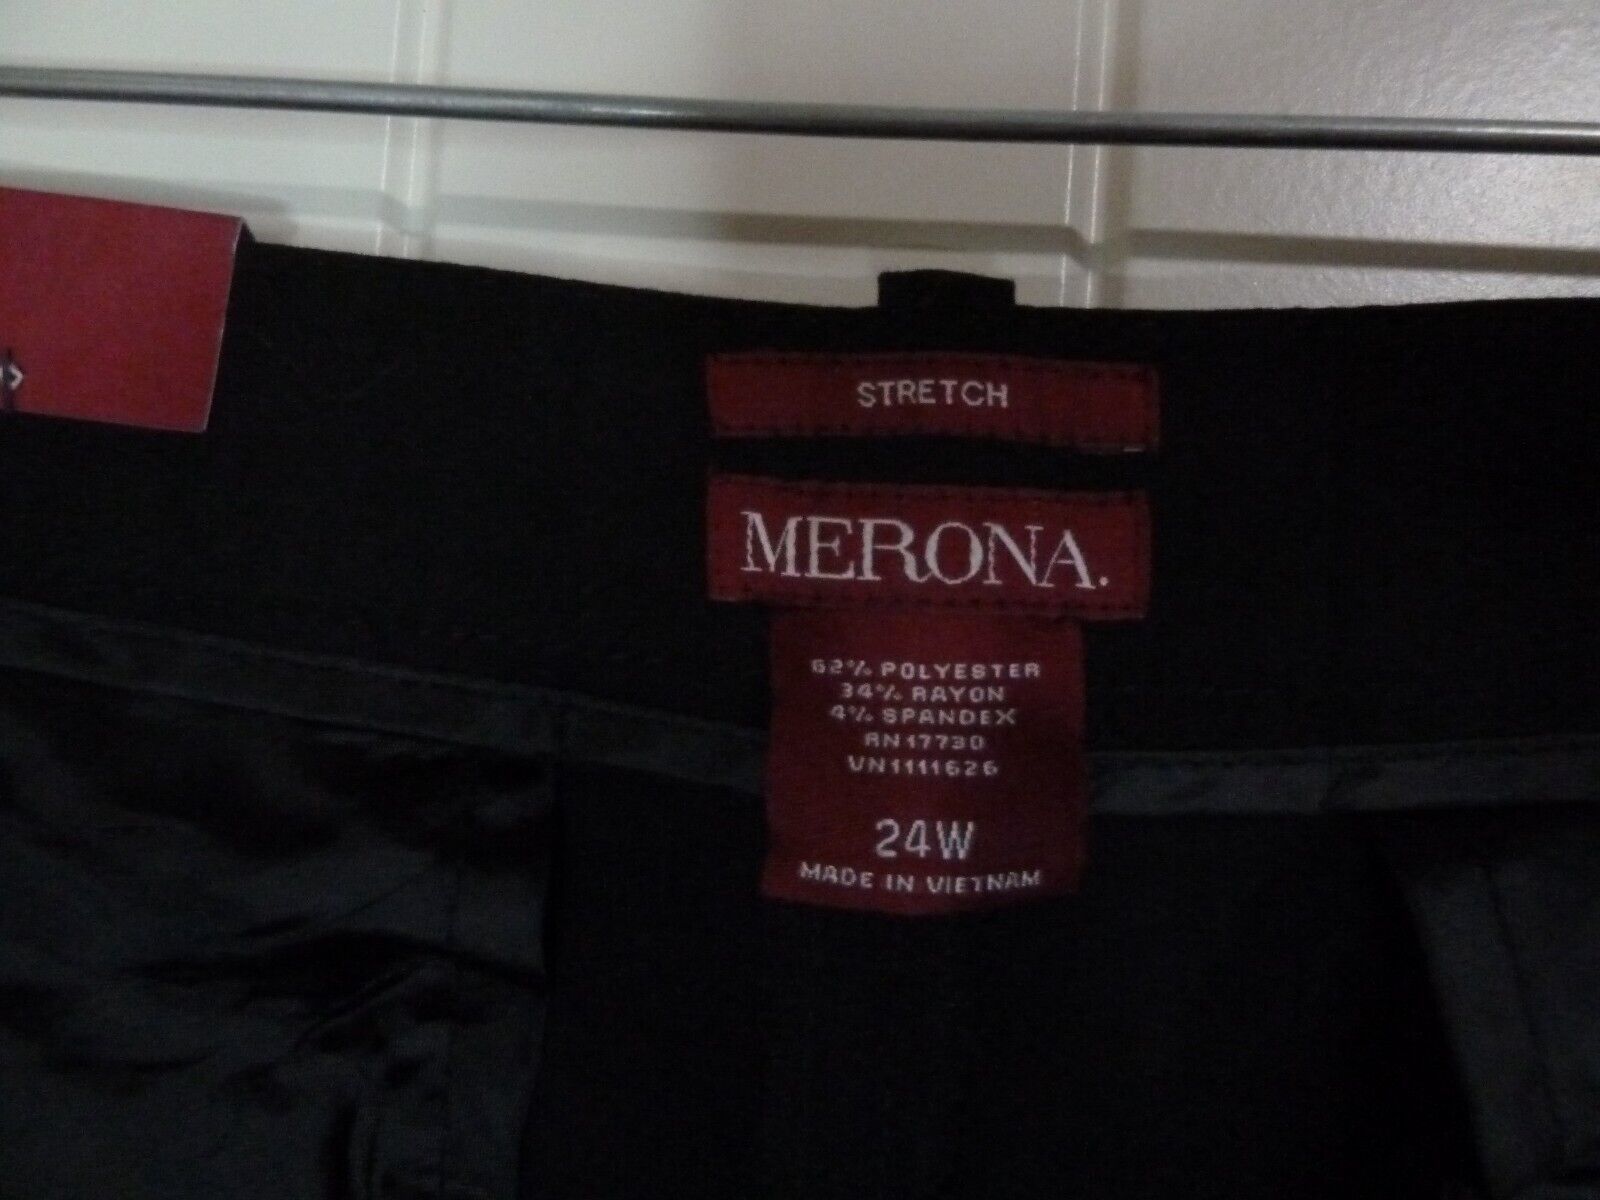 STRETCH
MERONA.
62% POLYESTER
34% RAYON
4% SPANDEX
RN17730
VN1111626
24W
MADE IN VIETNAM